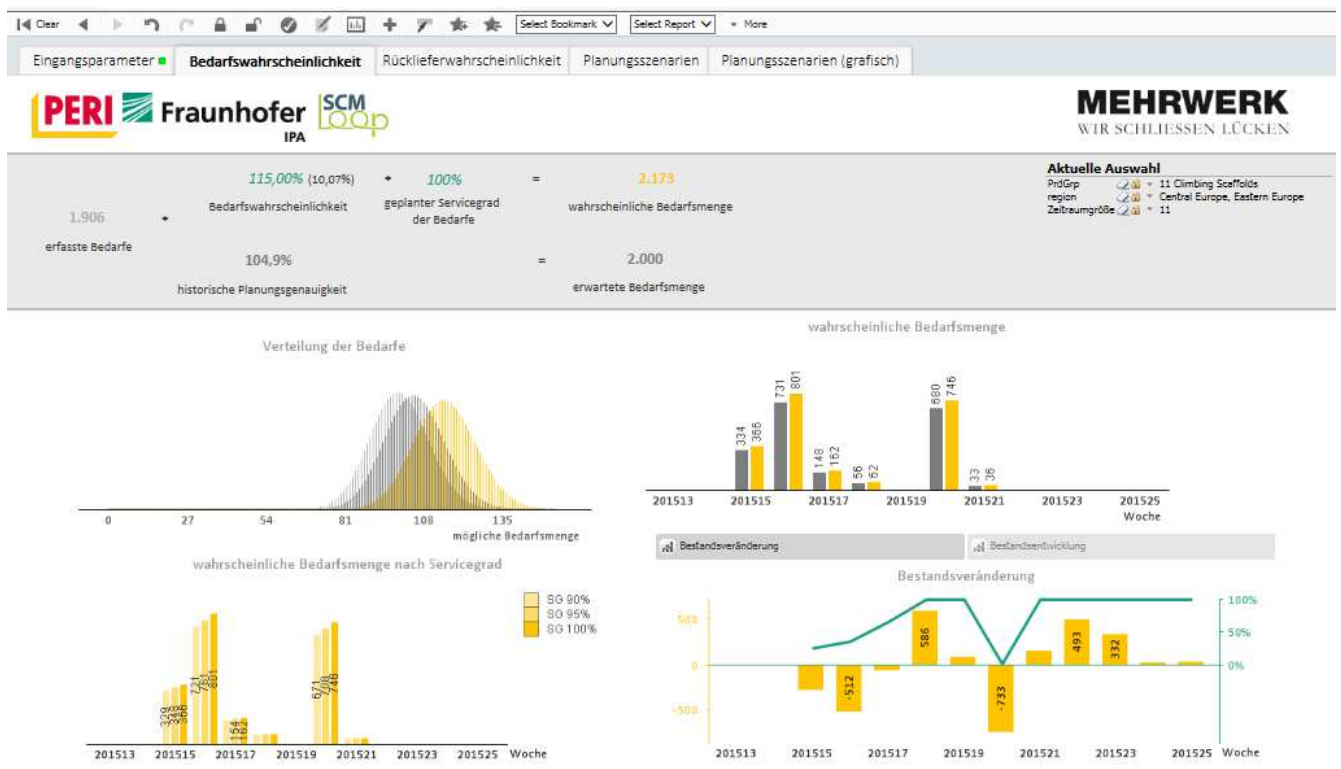 Clear
Select Bookmark
Select Report
More
Eingangsparameter
Bedarfswahrscheinlichkeit
Rücklieferwahrscheinlichkeit
Planungsszenarien
Planungsszenarien (grafisch)
PERI
Fraunhofer
IPA
SCM
Loop
MEHRWERK
WIR SCHLIESSEN LÜCKEN
115,00% (10,07%) * 100% = 2.173
Bedarfswahrscheinlichkeit
geplanter Servicegrad
der Bedarfe
wahrscheinliche Bedarfsmenge
1.906 *
erfasste Bedarfe
104,9% = 2.000
historische Planungsgenauigkeit
erwartete Bedarfsmenge
Aktuelle Auswahl
PrdGrp 11 Climbing Scaffolds
region Central Europe, Eastern Europe
Zeitraumgröße 11
Verteilung der Bedarfe
0 27 54 81 108 135
mögliche Bedarfsmenge
wahrscheinliche Bedarfsmenge
334 366 731 801 148 162 56 62 680 746 33 36
201513 201515 201517 201519 201521 201523 201525
Woche
wahrscheinliche Bedarfsmenge nach Servicegrad
SG 90%
SG 95%
SG 100%
329 348 366 721 761 801 154 162 671 708 746
201513 201515 201517 201519 201521 201523 201525 Woche
Bestandsveränderung
Bestandsentwicklung
Bestandsveränderung
500
0
-500
100%
50%
0%
-512 586 -733 493 332
201513 201515 201517 201519 201521 201523 201525 Woche